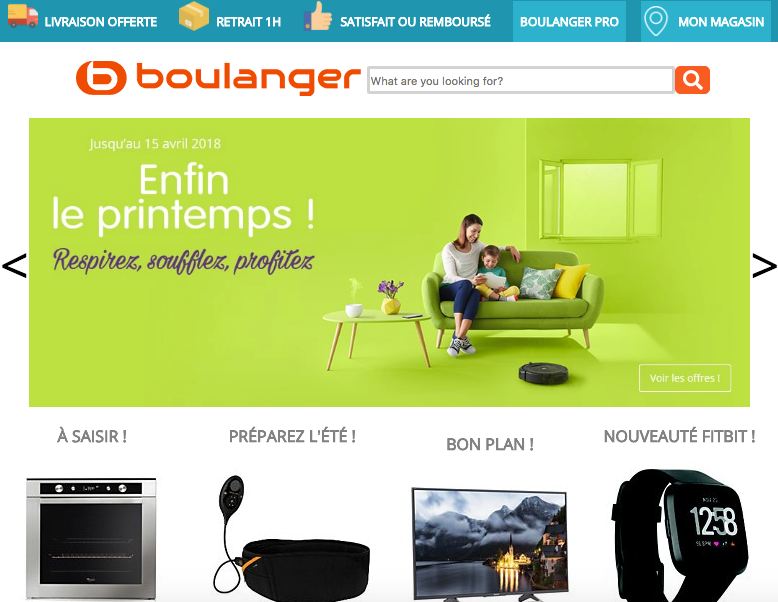 LIVRAISON OFFERTE
RETRAIT 1H
SATISFAIT OU REMBOURSÉ
BOULANGER PRO
MON MAGASIN
boulanger
What are you looking for?
Jusqu'au 15 avril 2018
Enfin
le printemps !
Respirez, soufflez, profitez
<
>
Voir les offres !
À SAISIR !
PRÉPAREZ L'ÉTÉ !
BON PLAN !
NOUVEAUTÉ FITBIT !
12:58